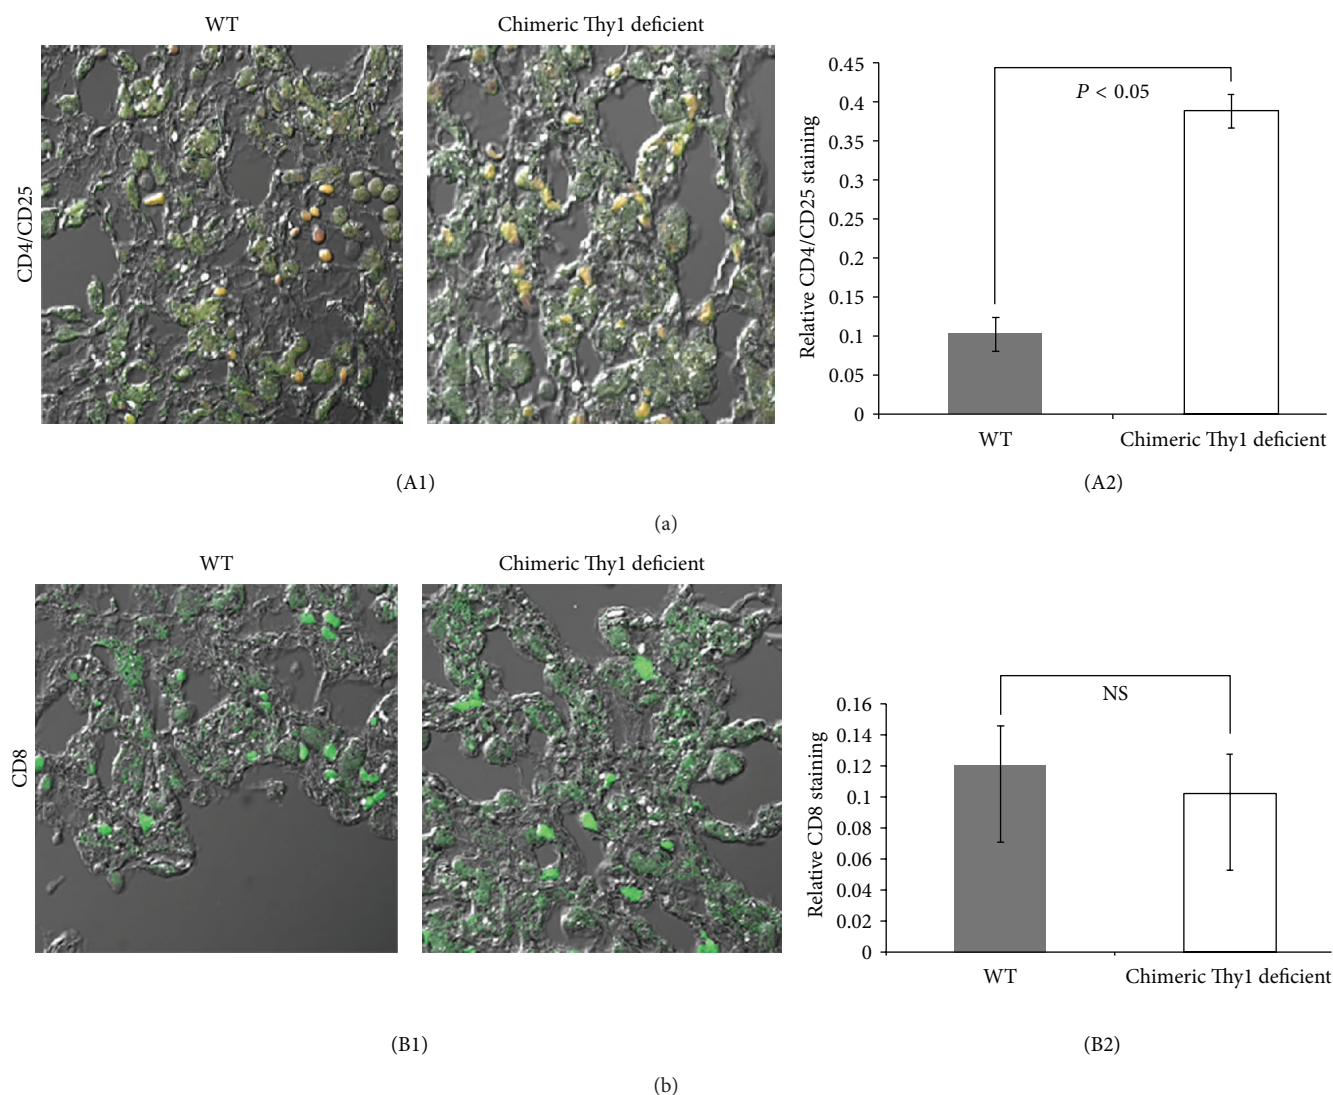 WT
Chimeric Thy1 deficient
CD4/CD25
Relative CD4/CD25 staining
0.45
0.4
0.35
0.3
0.25
0.2
0.15
0.1
0.05
0
P < 0.05
WT
Chimeric Thy1 deficient
(A1)
(A2)
(a)
WT
Chimeric Thy1 deficient
CD8
Relative CD8 staining
0.16
0.14
0.12
0.1
0.08
0.06
0.04
0.02
0
NS
WT
Chimeric Thy1 deficient
(B1)
(B2)
(b)